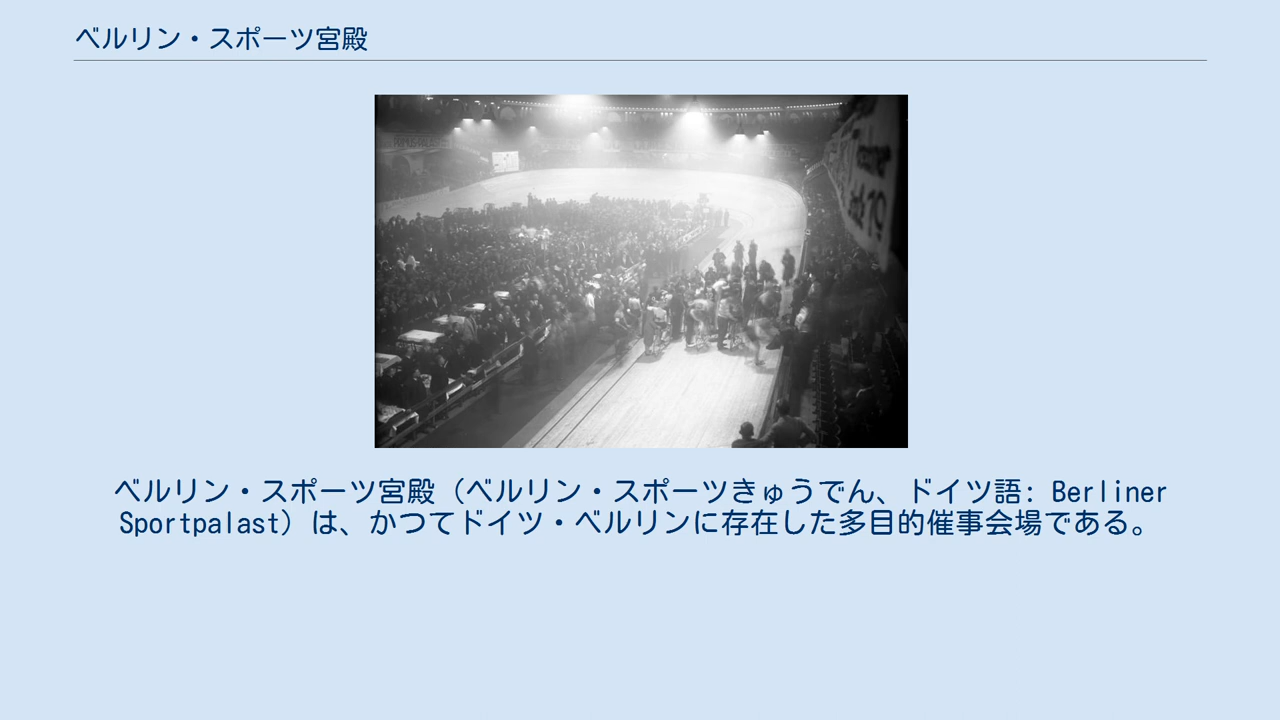 ベルリン・スポーツ宮殿
ベルリン・スポーツ宮殿（ベルリン・スポーツきゅうでん、ドイツ語: Berliner
Sportpalast）は、かつてドイツ・ベルリンに存在した多目的催事会場である。